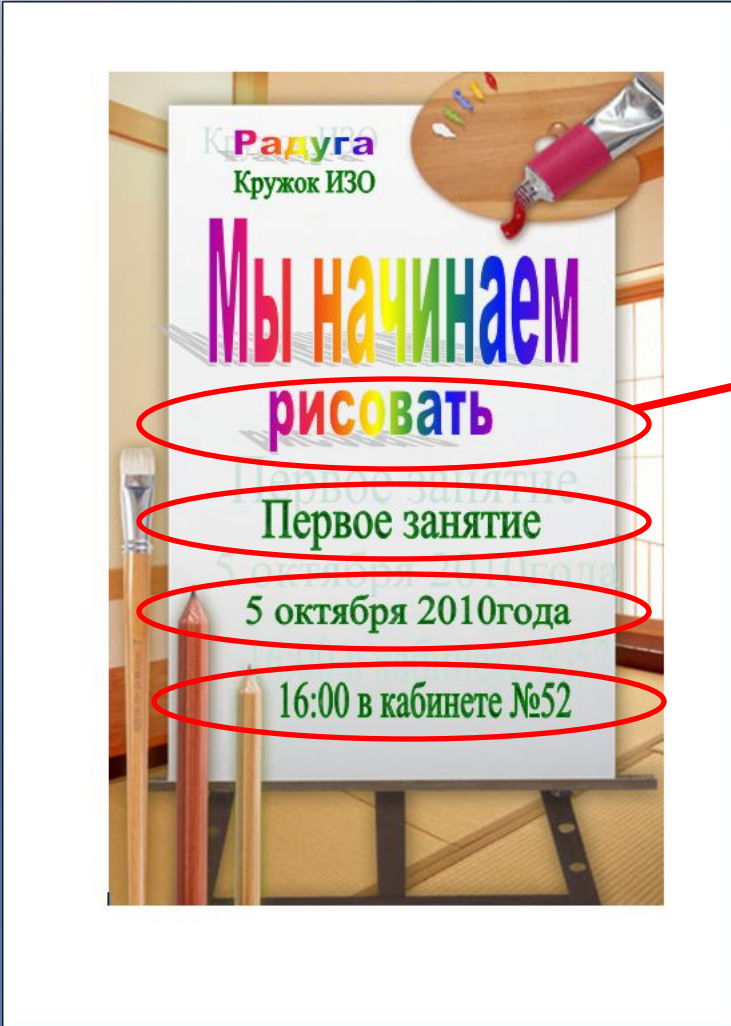 Радуга
Кружок ИЗО
Мы начинаем
рисовать
Первое занятие
5 октября 2010года
16:00 в кабинете №52